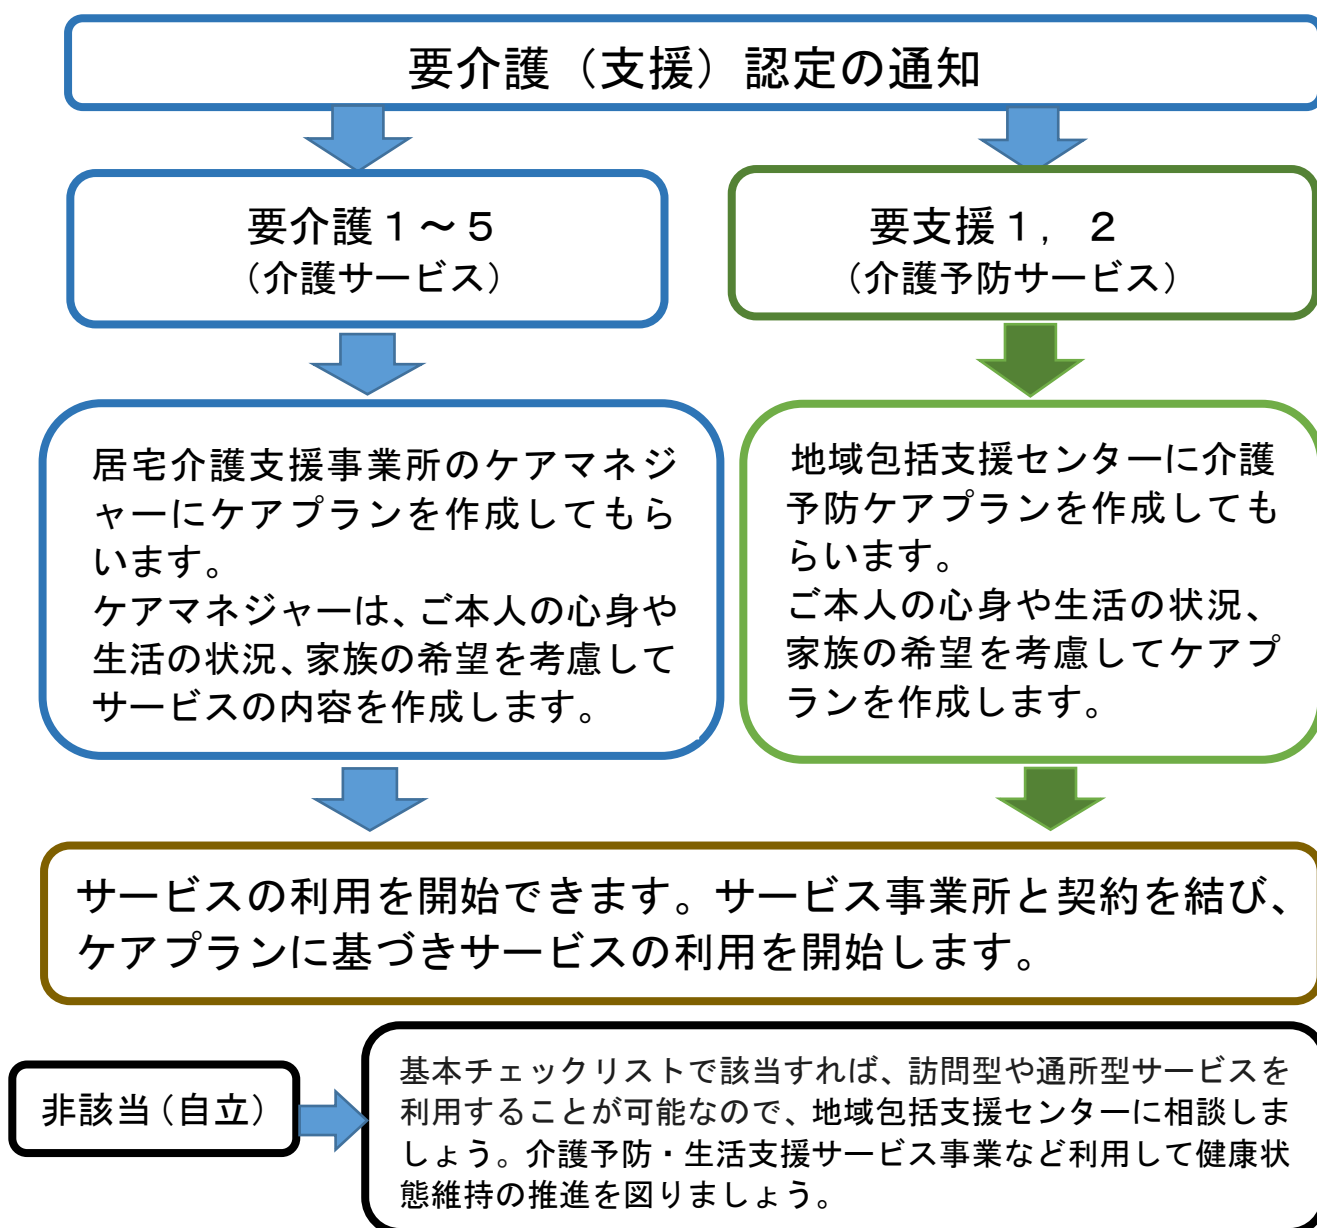 要介護（支援）認定の通知
要介護１～５
（介護サービス）
要支援１，２
（介護予防サービス）
居宅介護支援事業所のケアマネジ
ャーにケアプランを作成してもら
います。
ケアマネジャーは、ご本人の心身や
生活の状況、家族の希望を考慮して
サービスの内容を作成します。
地域包括支援センターに介護
予防ケアプランを作成しても
らいます。
ご本人の心身や生活の状況、
家族の希望を考慮してケアプ
ランを作成します。
サービスの利用を開始できます。サービス事業所と契約を結び、
ケアプランに基づきサービスの利用を開始します。
非該当（自立）
基本チェックリストで該当すれば、訪問型や通所型サービスを
利用することが可能なので、地域包括支援センターに相談しま
しょう。介護予防・生活支援サービス事業など利用して健康状
態維持の推進を図りましょう。